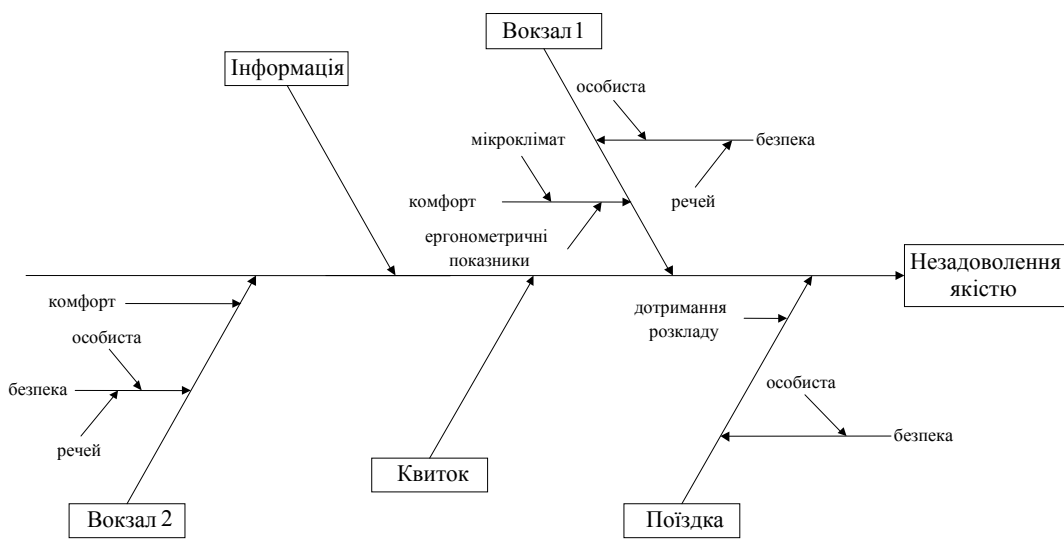 Вокзал 1
Інформація
особиста
мікроклімат
безпека
комфорт
речей
ергонометричні
показники
Незадоволення
якістю
комфорт
дотримання
розкладу
особиста
безпека
особиста
речей
безпека
Квиток
Вокзал 2
Поїздка